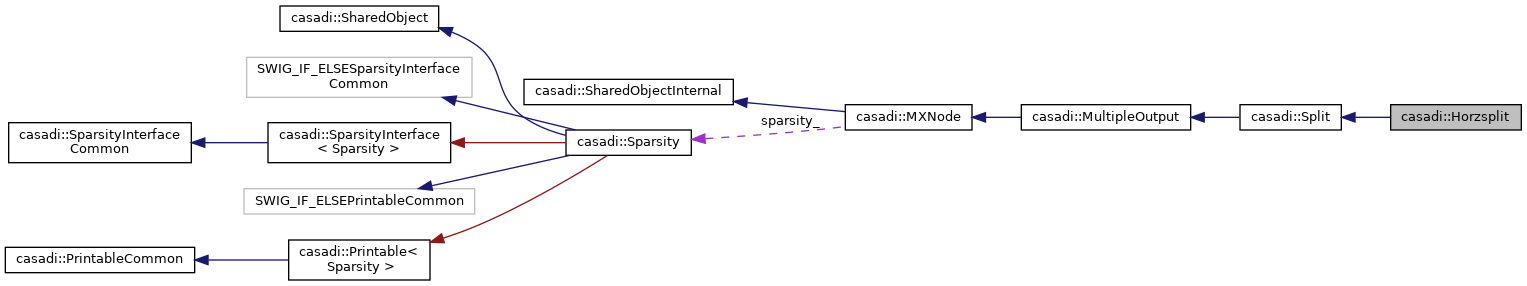 casadi::SharedObject
SWIG_IF_ELSESparsityInterface
Common
casadi::SharedObjectInternal
casadi::SparsityInterface
Common
casadi::SparsityInterface
< Sparsity >
casadi::Sparsity
sparsity_
casadi::MXNode
casadi::MultipleOutput
casadi::Split
casadi::Horzsplit
SWIG_IF_ELSEPrintableCommon
casadi::PrintableCommon
casadi::Printable<
Sparsity >